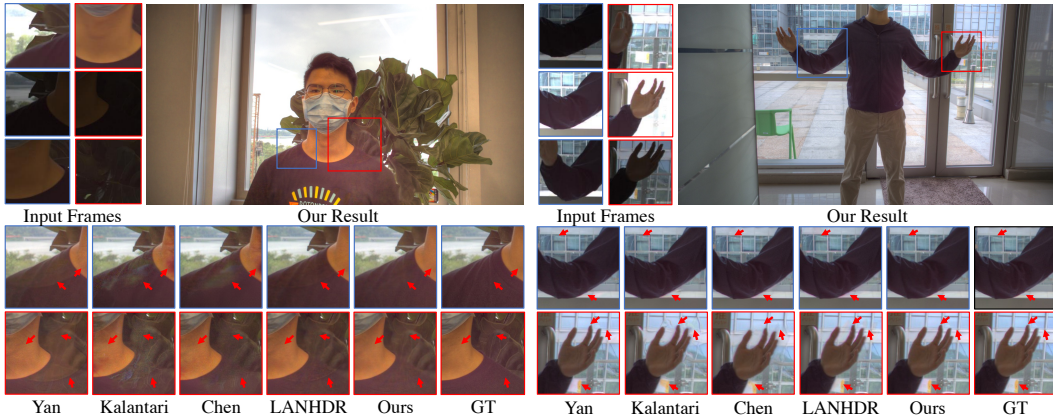 Input Frames
Our Result
Input Frames
Our Result
Yan
Kalantari
Chen
LANHDR
Ours
GT
Yan
Kalantari
Chen
LANHDR
Ours
GT